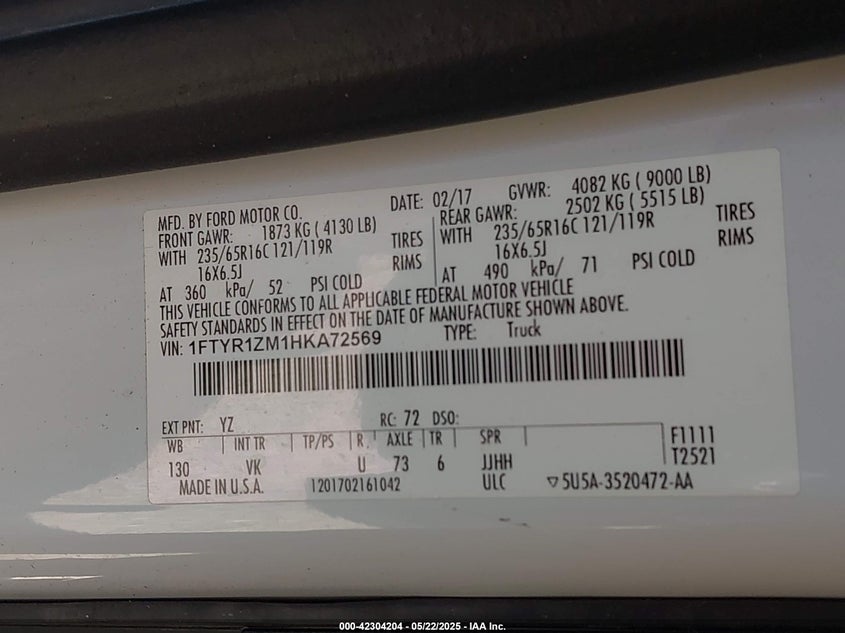 MFD. BY FORD MOTOR CO. DATE: 02/17 GVWR: 4082 KG ( 9000 LB)
FRONT GAWR: 1873 KG ( 4130 LB) REAR GAWR: 2502 KG ( 5515 LB)
WITH 235/65R16C 121/119R TIRES WITH 235/65R16C 121/119R TIRES
16X6.5J RIMS 16X6.5J RIMS
AT 360 kPa/ 52 PSI COLD AT 490 kPa/ 71 PSI COLD
THIS VEHICLE CONFORMS TO ALL APPLICABLE FEDERAL MOTOR VEHICLE
SAFETY STANDARDS IN EFFECT ON THE DATE OF MANUFACTURE SHOWN ABOVE.
VIN: 1FTYR1ZM1HKA72569 TYPE: Truck
EXT PNT: YZ RC: 72 DSO:
WB INT TR TP/PS R. AXLE TR SPR F1111
130 VK U 73 6 JJHH T2521
MADE IN U.S.A. 1201702161042 ULC ▽5U5A-3520472-AA
000-42304204 - 05/22/2025 - IAA Inc.